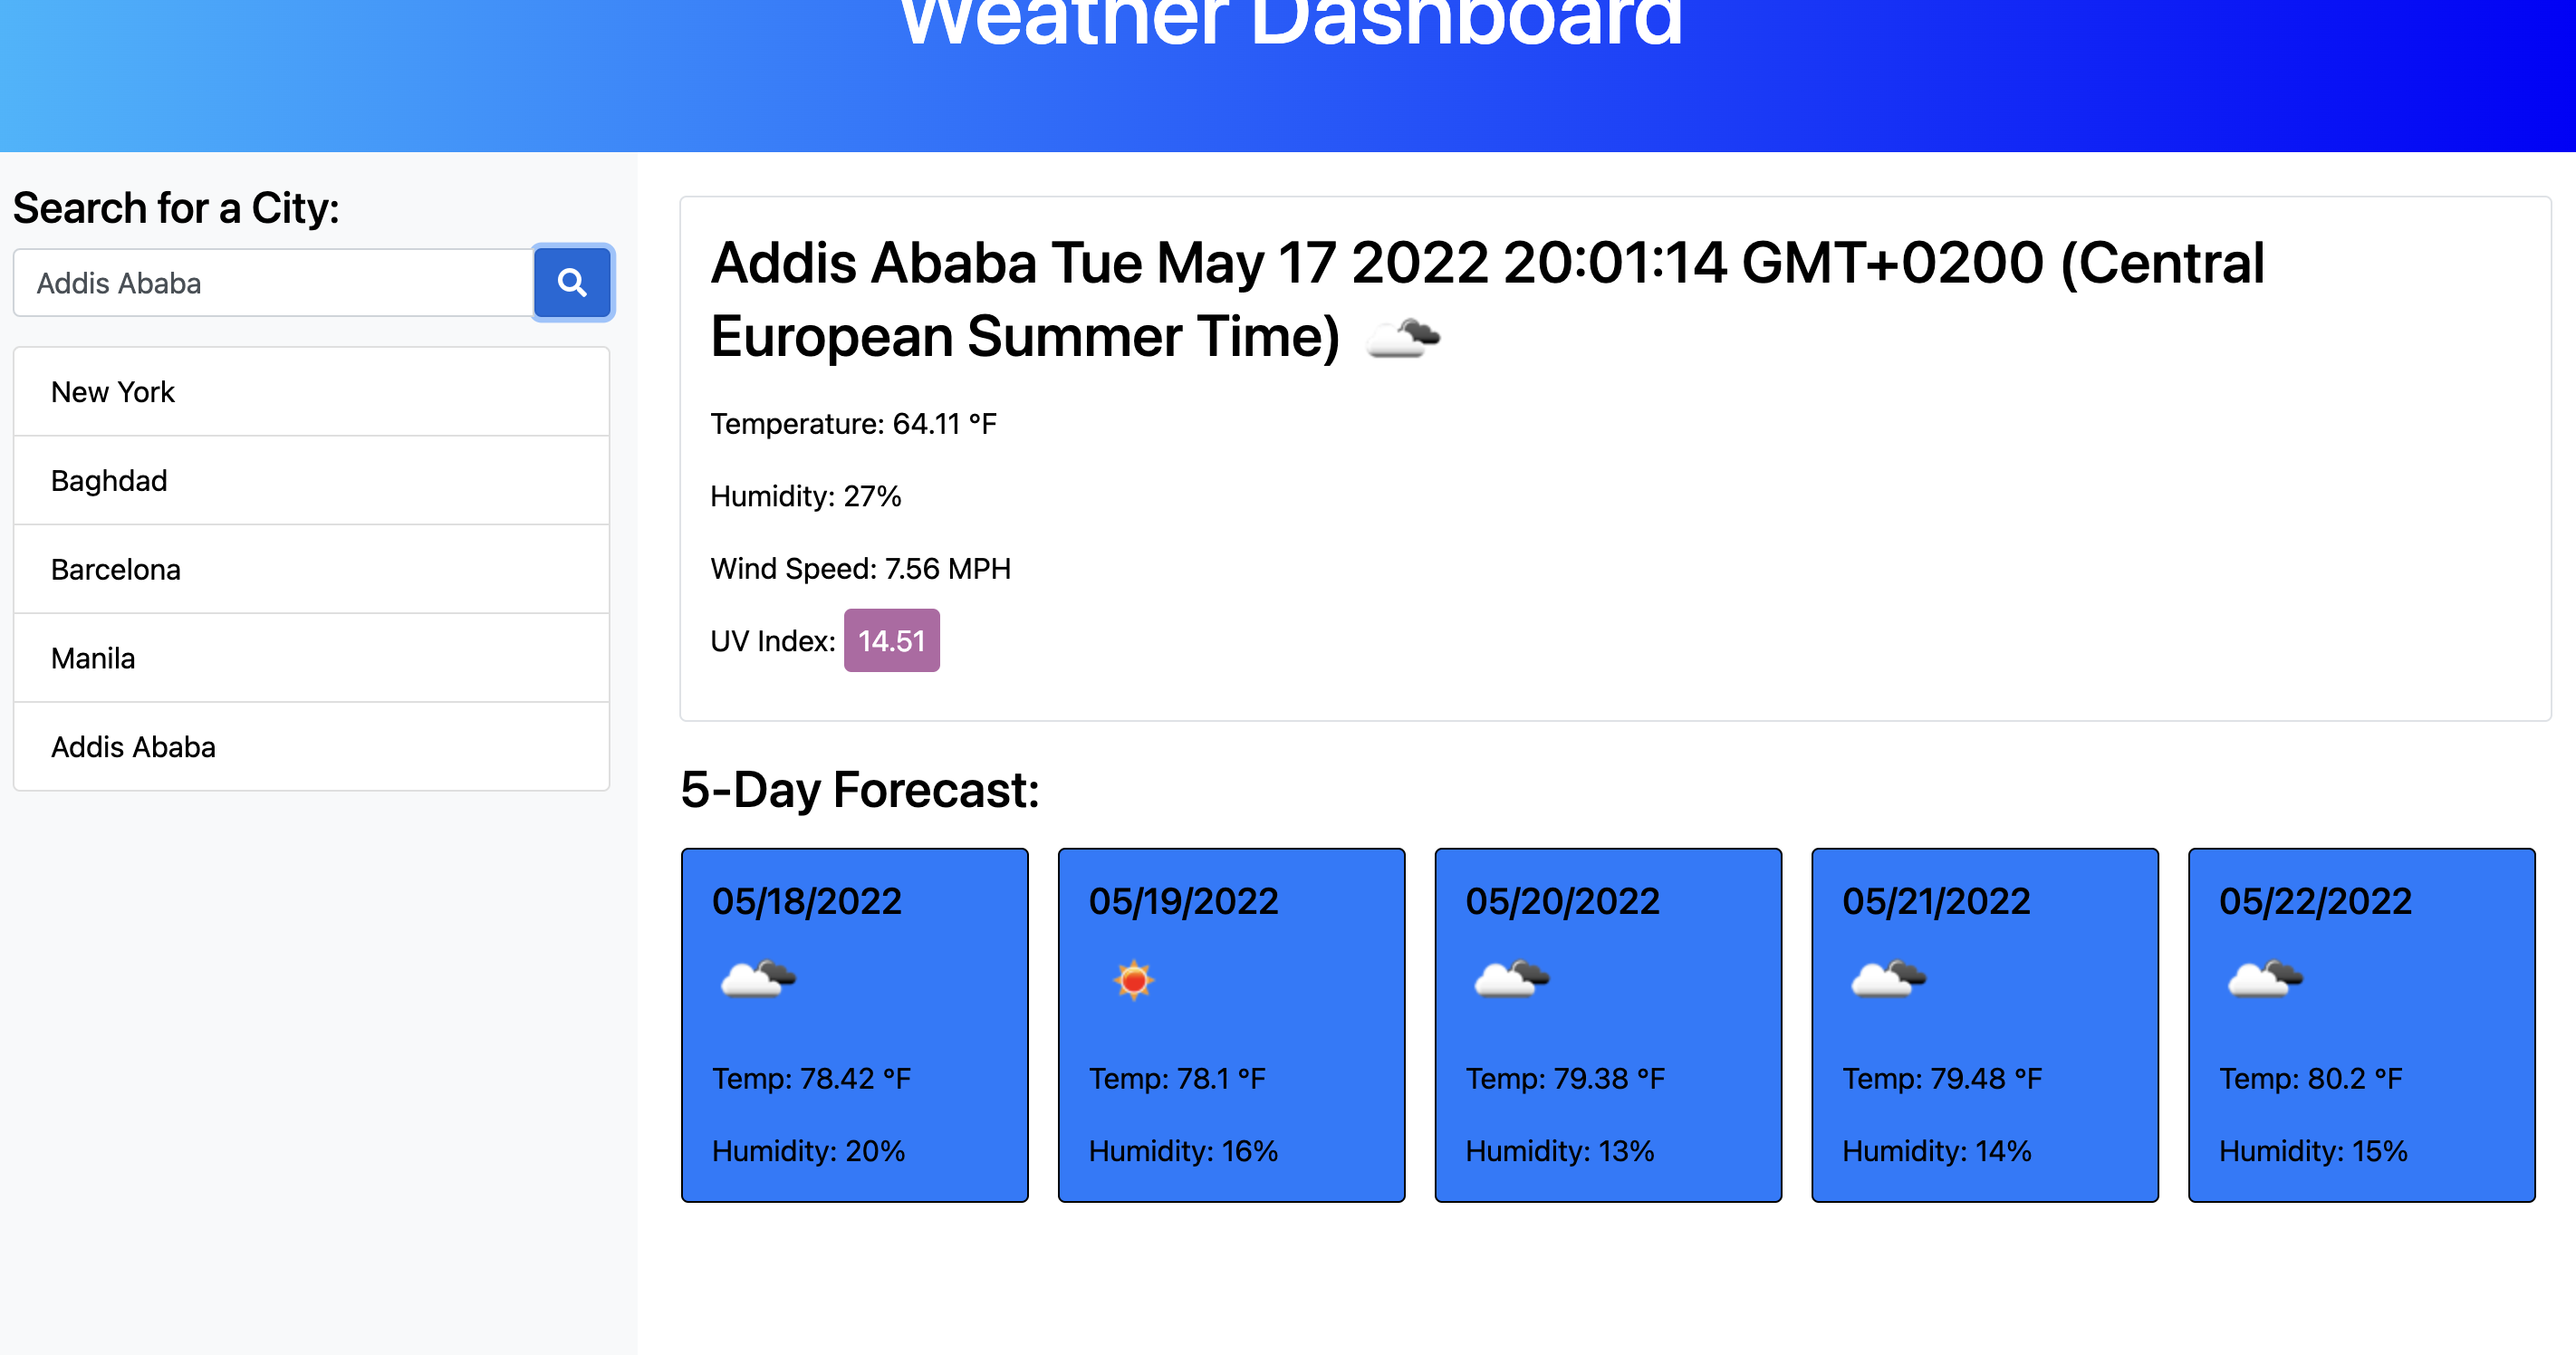 Weather Dashboard
Search for a City:
Addis Ababa
New York
Baghdad
Barcelona
Manila
Addis Ababa
Addis Ababa Tue May 17 2022 20:01:14 GMT+0200 (Central
European Summer Time)
Temperature: 64.11 °F
Humidity: 27%
Wind Speed: 7.56 MPH
UV Index: 14.51
5-Day Forecast:
05/18/2022
Temp: 78.42 °F
Humidity: 20%
05/19/2022
Temp: 78.1 °F
Humidity: 16%
05/20/2022
Temp: 79.38 °F
Humidity: 13%
05/21/2022
Temp: 79.48 °F
Humidity: 14%
05/22/2022
Temp: 80.2 °F
Humidity: 15%